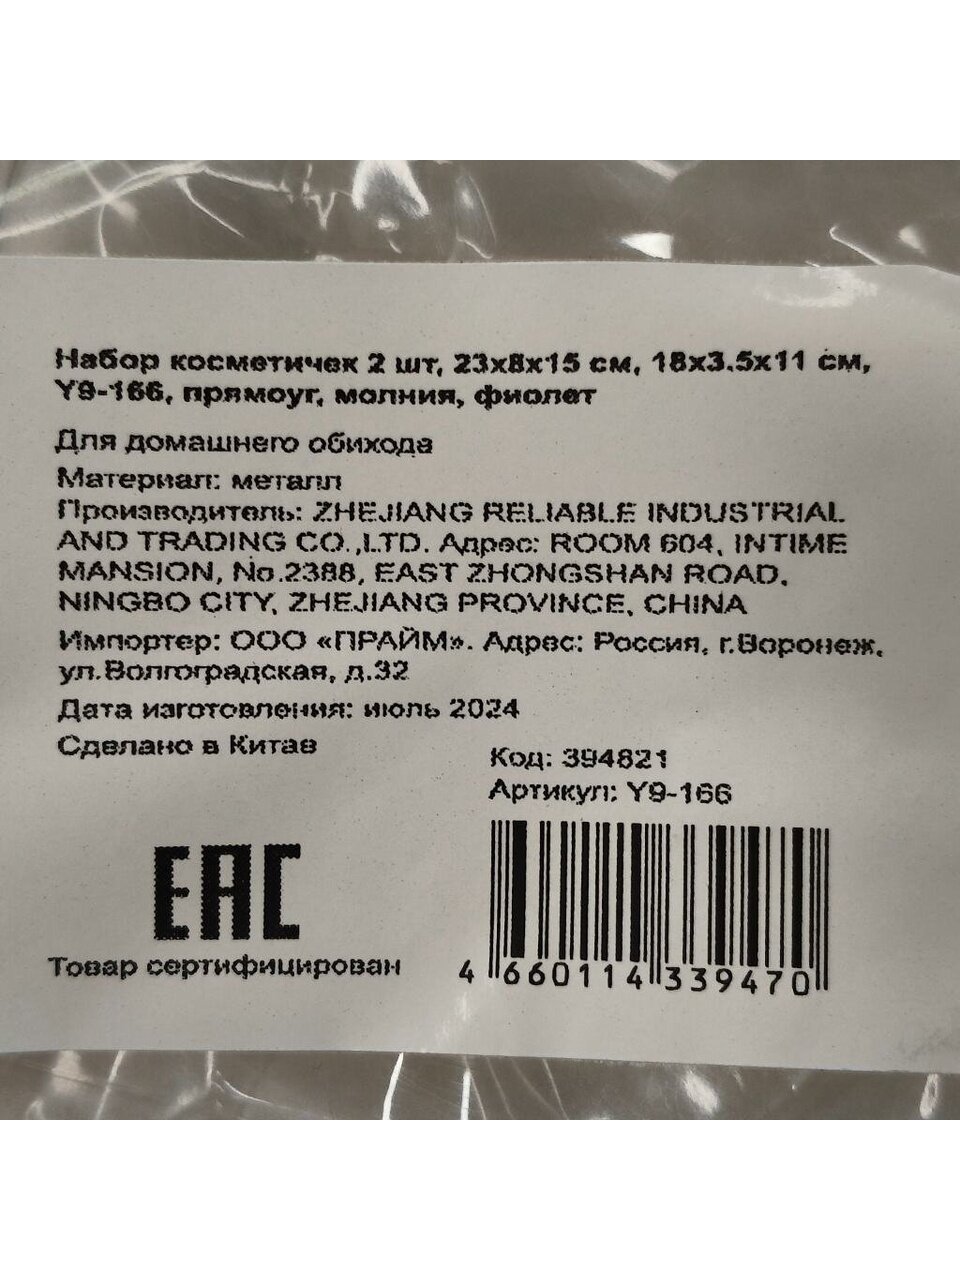 Набор косметичек 2 шт, 23х8х15 см, 18х3.5х11 см,
Y9-166, прямоуг, молния, фиолет
Для домашнего обихода
Материал: металл
Производитель: ZHEJIANG RELIABLE INDUSTRIAL
AND TRADING CO.,LTD. Адрес: ROOM 604, INTIME
MANSION, No.2388, EAST ZHONGSHAN ROAD,
NINGBO CITY, ZHEJIANG PROVINCE, CHINA
Импортер: ООО «ПРАЙМ». Адрес: Россия, г.Воронеж,
ул.Волгоградская, д.32
Дата изготовления: июль 2024
Сделано в Китае
Код: 394821
Артикул: Y9-166
EAC
Товар сертифицирован
4 660114 339470